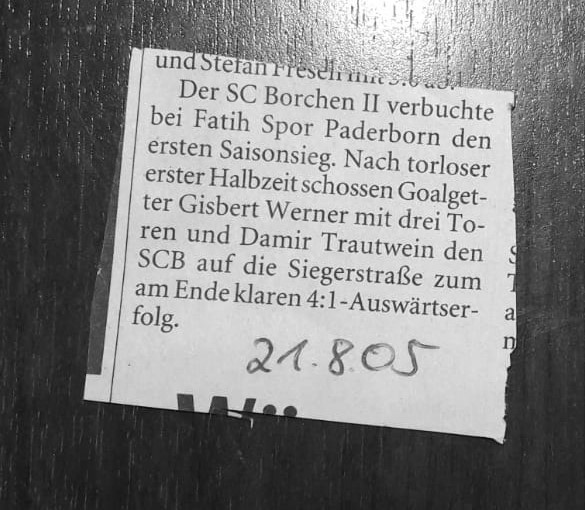 und Stefan
Der SC Borchen II verbuchte
bei Fatih Spor Paderborn den
ersten Saisonsieg. Nach torloser
erster Halbzeit schossen Goalget-
ter Gisbert Werner mit drei To-
ren und Damir Trautwein den
SCB auf die Siegerstraße zum
am Ende klaren 4:1-Auswärtser-
folg.
21.8.05